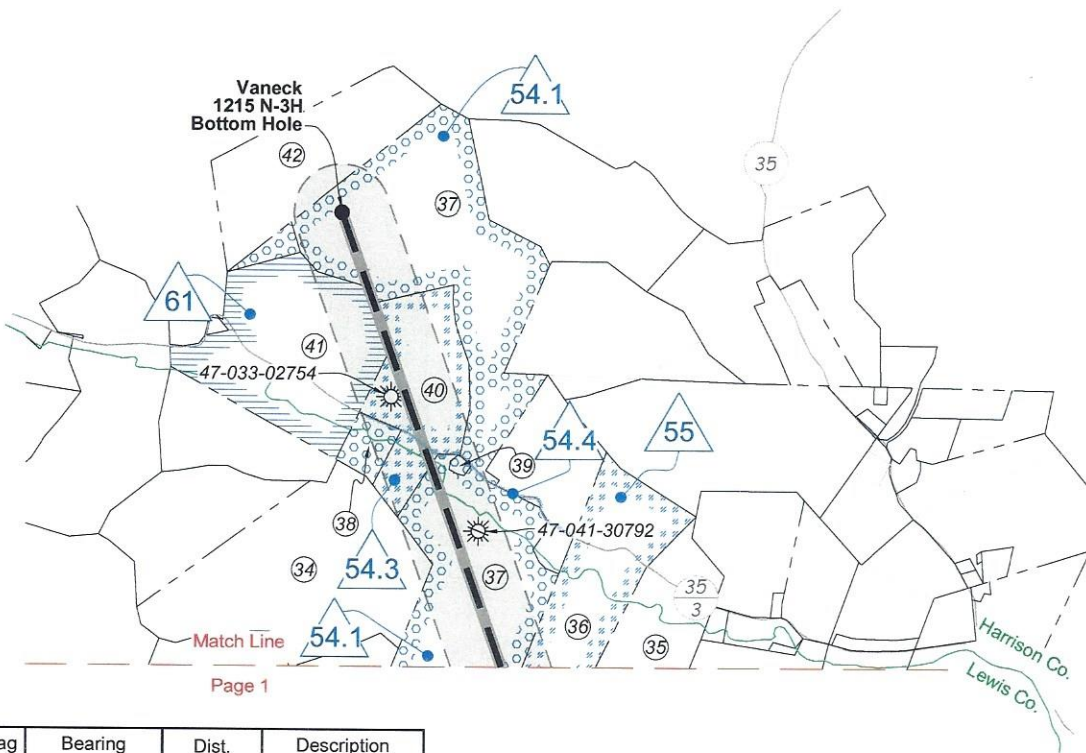 54.1
Vaneck
1215 N-3H
Bottom Hole
42
35
37
61
41
47-033-02754
40
54.4
55
39
38
47-041-30792
34
54.3
37
35
3
54.1
36
35
Match Line
Page 1
Harrison Co.
Lewis Co.
Bearing Dist. Description